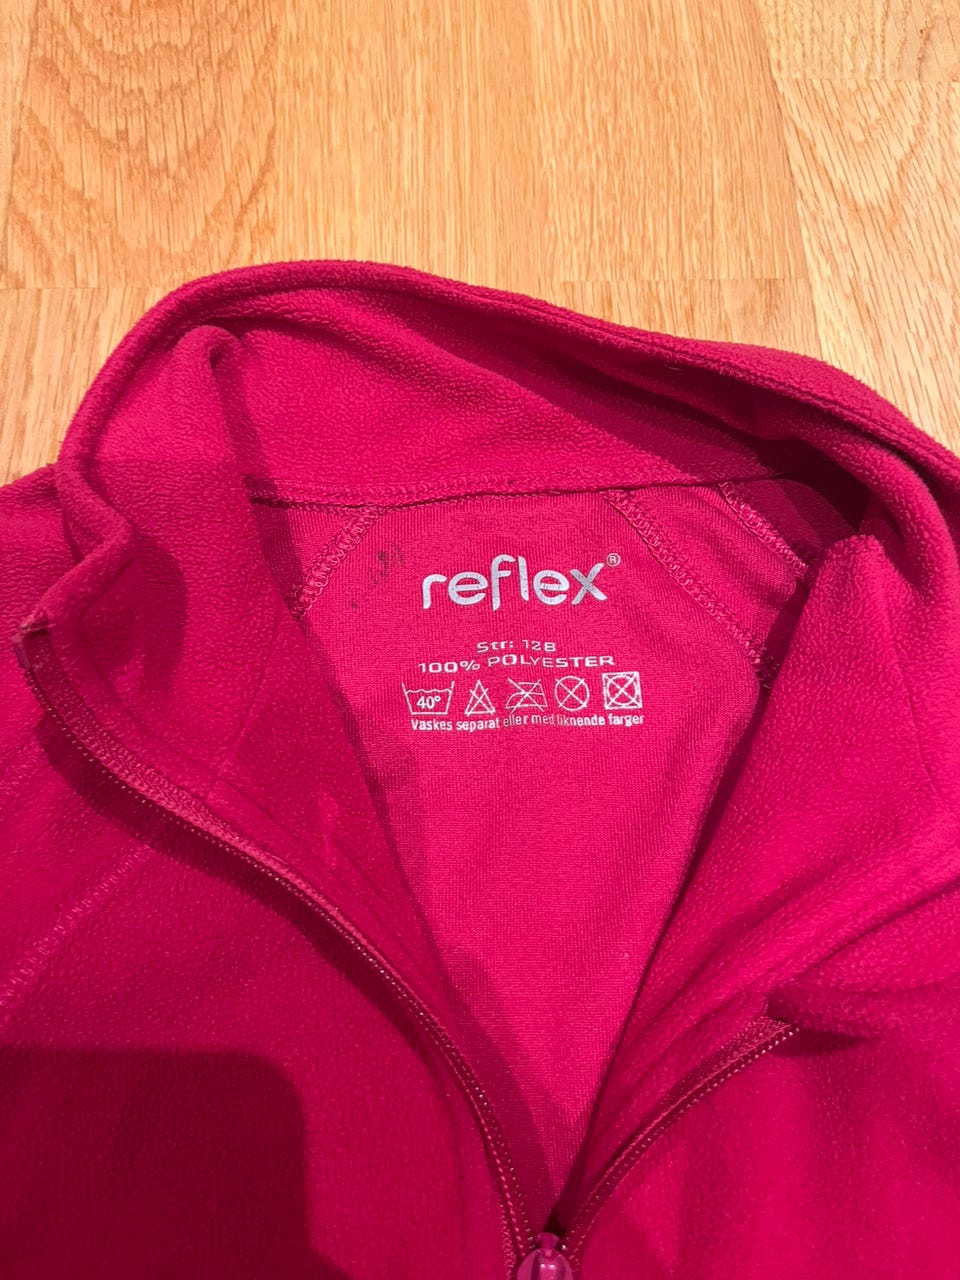 reflex®
Str: 128
100% POLYESTER
40°
Vaskes separat eller med liknende farger